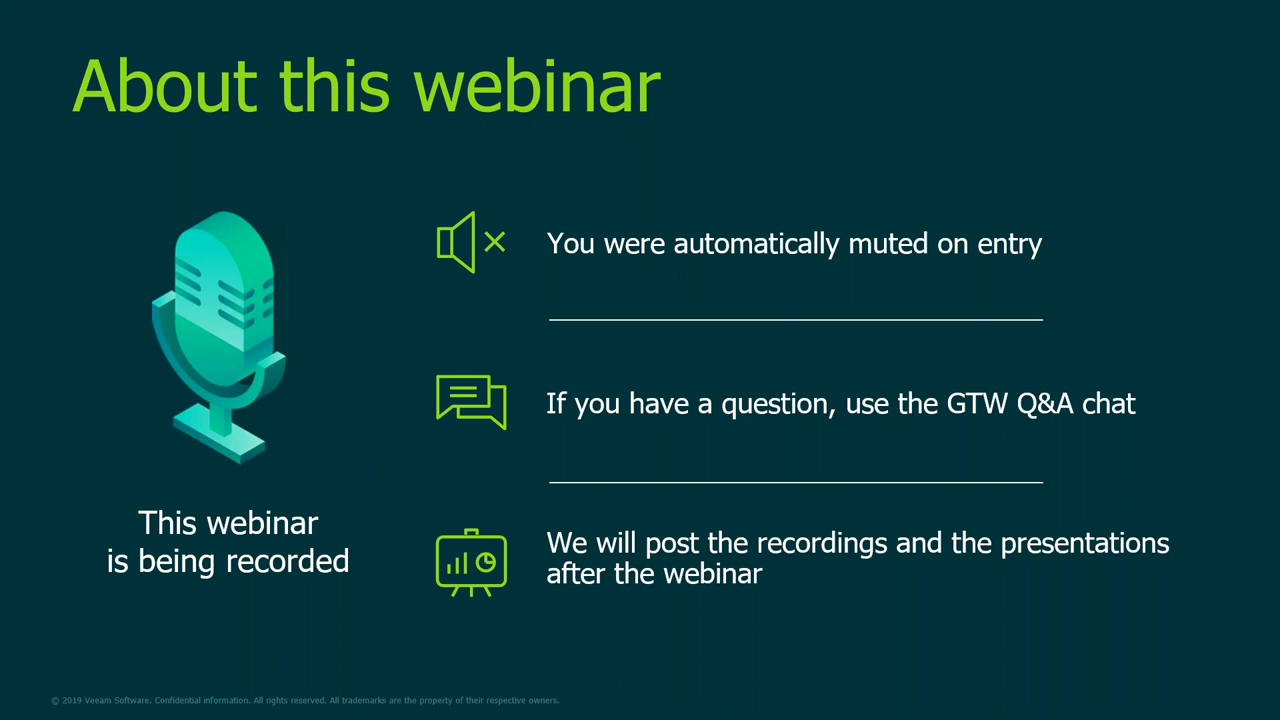 About this webinar
You were automatically muted on entry
If you have a question, use the GTW Q&A chat
This webinar
is being recorded
We will post the recordings and the presentations
after the webinar
© 2019 Veeam Software. Confidential information. All rights reserved. All trademarks are the property of their respective owners.